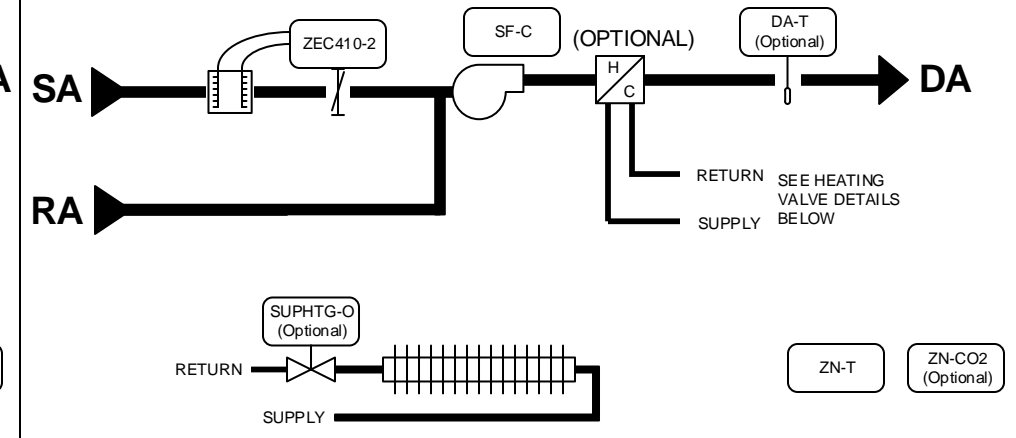 ZEC410-2
SF-C
(OPTIONAL)
DA-T
(Optional)
A
SA
H
C
DA
RA
RETURN
SUPPLY
SEE HEATING
VALVE DETAILS
BELOW
SUPHTG-O
(Optional)
RETURN
SUPPLY
ZN-T
ZN-CO2
(Optional)